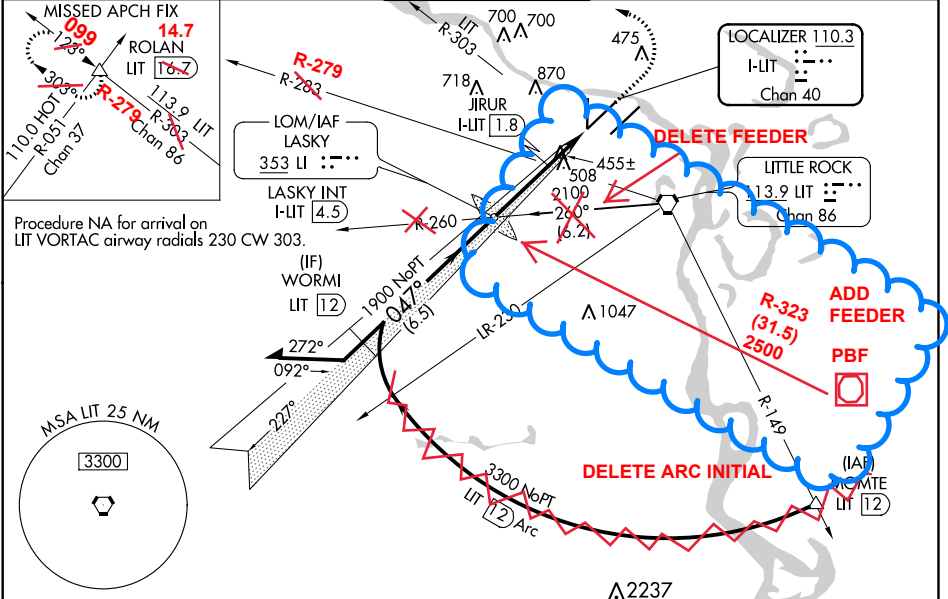 MISSED APCH FIX
099
123°
14.7
ROLAN
LIT 16.7
303°
R-279
113.9 LIT
R-303
Chan 86
110.0 HOT
R-051
Chan 37
LIT
R-303
700
700
475
718
870
R-279
R-283
JIRUR
I-LIT 1.8
LOCALIZER 110.3
I-LIT
Chan 40
DELETE FEEDER
LOM/IAF
LASKY
353 LI
LASKY INT
I-LIT 4.5
R-260
455±
508
2100
260°
(6.2)
LITTLE ROCK
113.9 LIT
Chan 86
Procedure NA for arrival on
LIT VORTAC airway radials 230 CW 303.
(IF)
WORMI
LIT 12
1900 NoPT
047°
(6.5)
LR-230
1047
R-323
(31.5)
2500
ADD
FEEDER
PBF
272°
092°
227°
R-149
MSA LIT 25 NM
3300
3300 NoPT
LIT 12 Arc
DELETE ARC INITIAL
(IAF)
MOMTE
LIT 12
2237